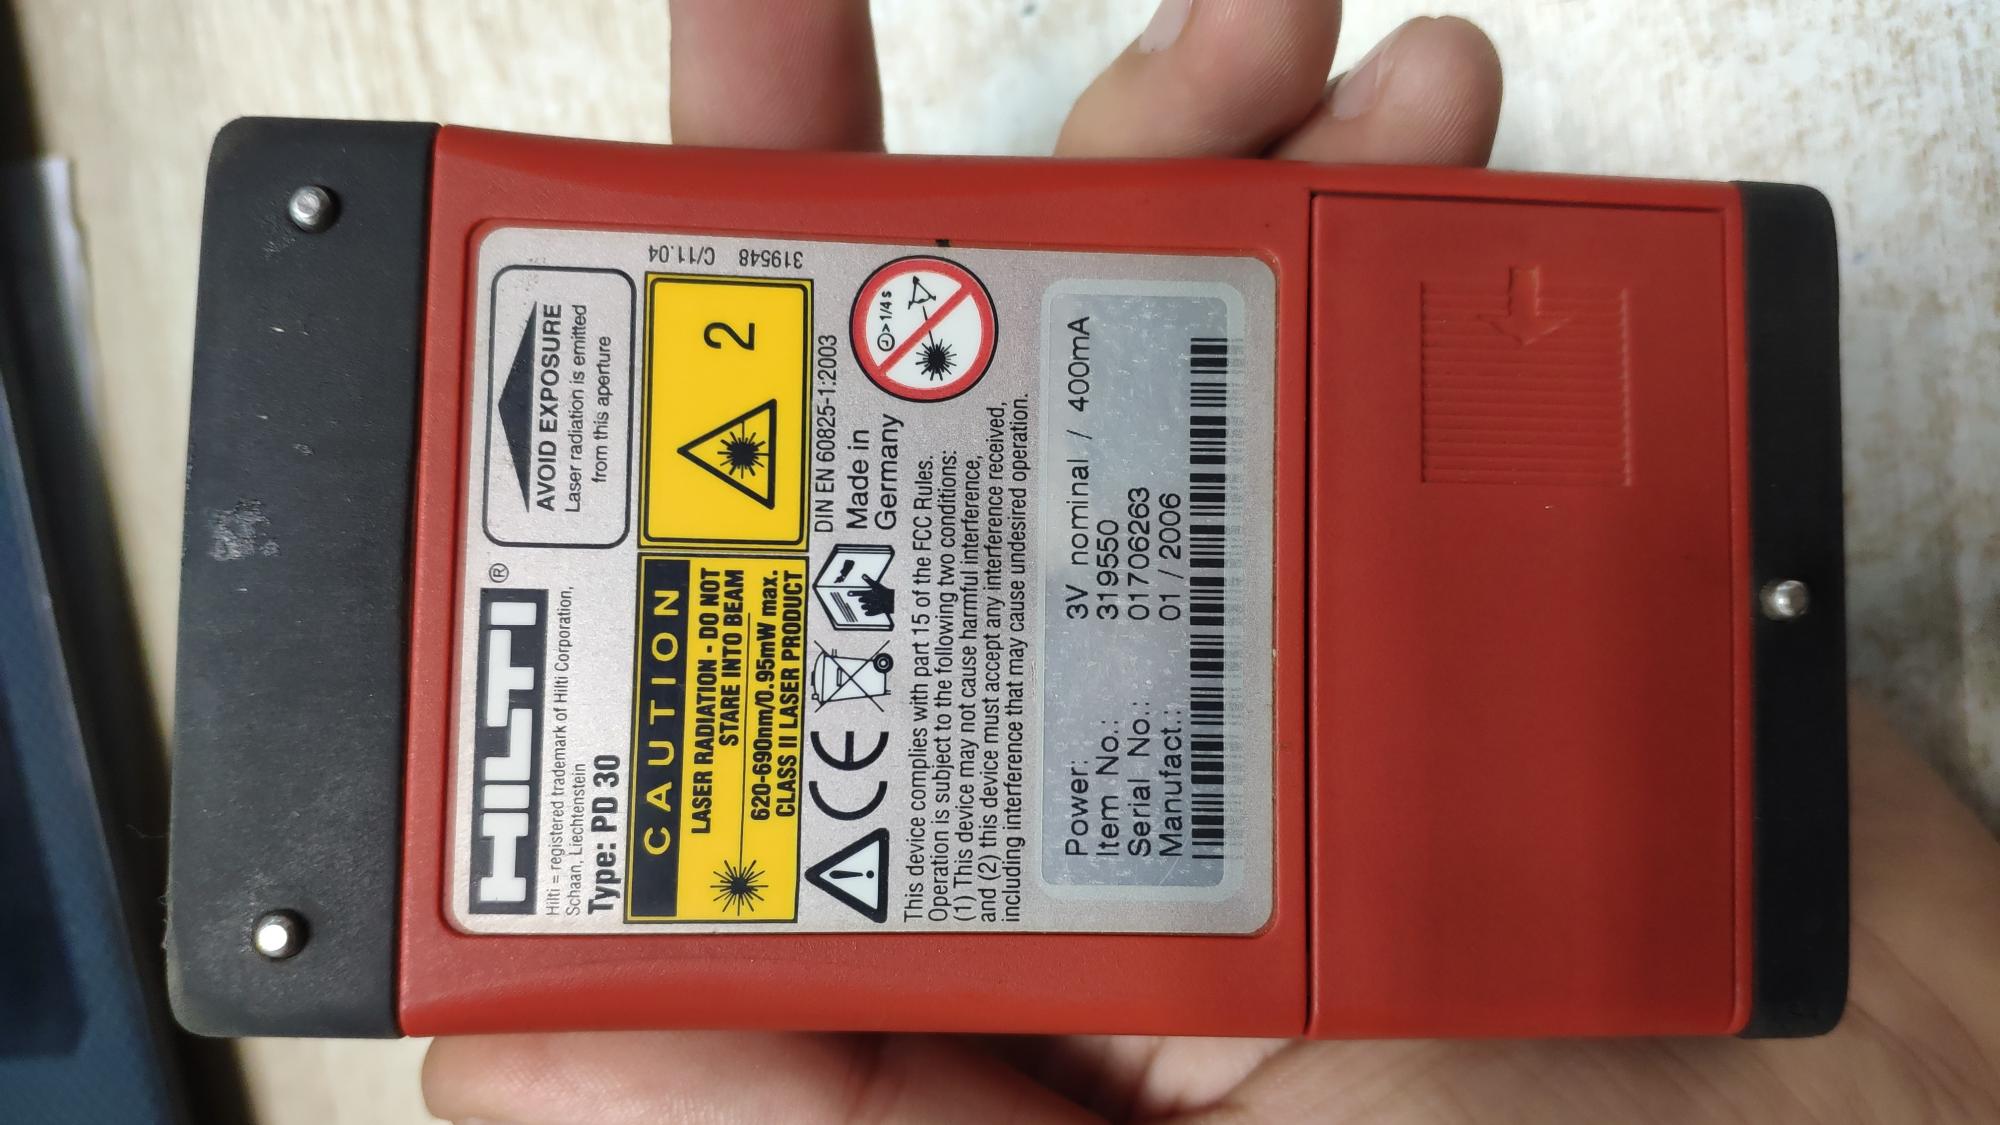 HILTI®
Hilti = registered trademark of Hilti Corporation,
Schaan, Liechtenstein
Type: PD 30
AVOID EXPOSURE
Laser radiation is emitted
from this aperture
CAUTION
LASER RADIATION - DO NOT
STARE INTO BEAM
620-690nm/0.95mW max.
CLASS II LASER PRODUCT
2
319548 C/11.04
CE
DIN EN 60825-1:2003
Made in
Germany
>1/4 s
This device complies with part 15 of the FCC Rules.
Operation is subject to the following two conditions:
(1) This device may not cause harmful interference,
and (2) this device must accept any interference received,
including interference that may cause undesired operation.
Power: 3V nominal / 400mA
Item No.: 319550
Serial No.: 01706263
Manufact.: 01 / 2006